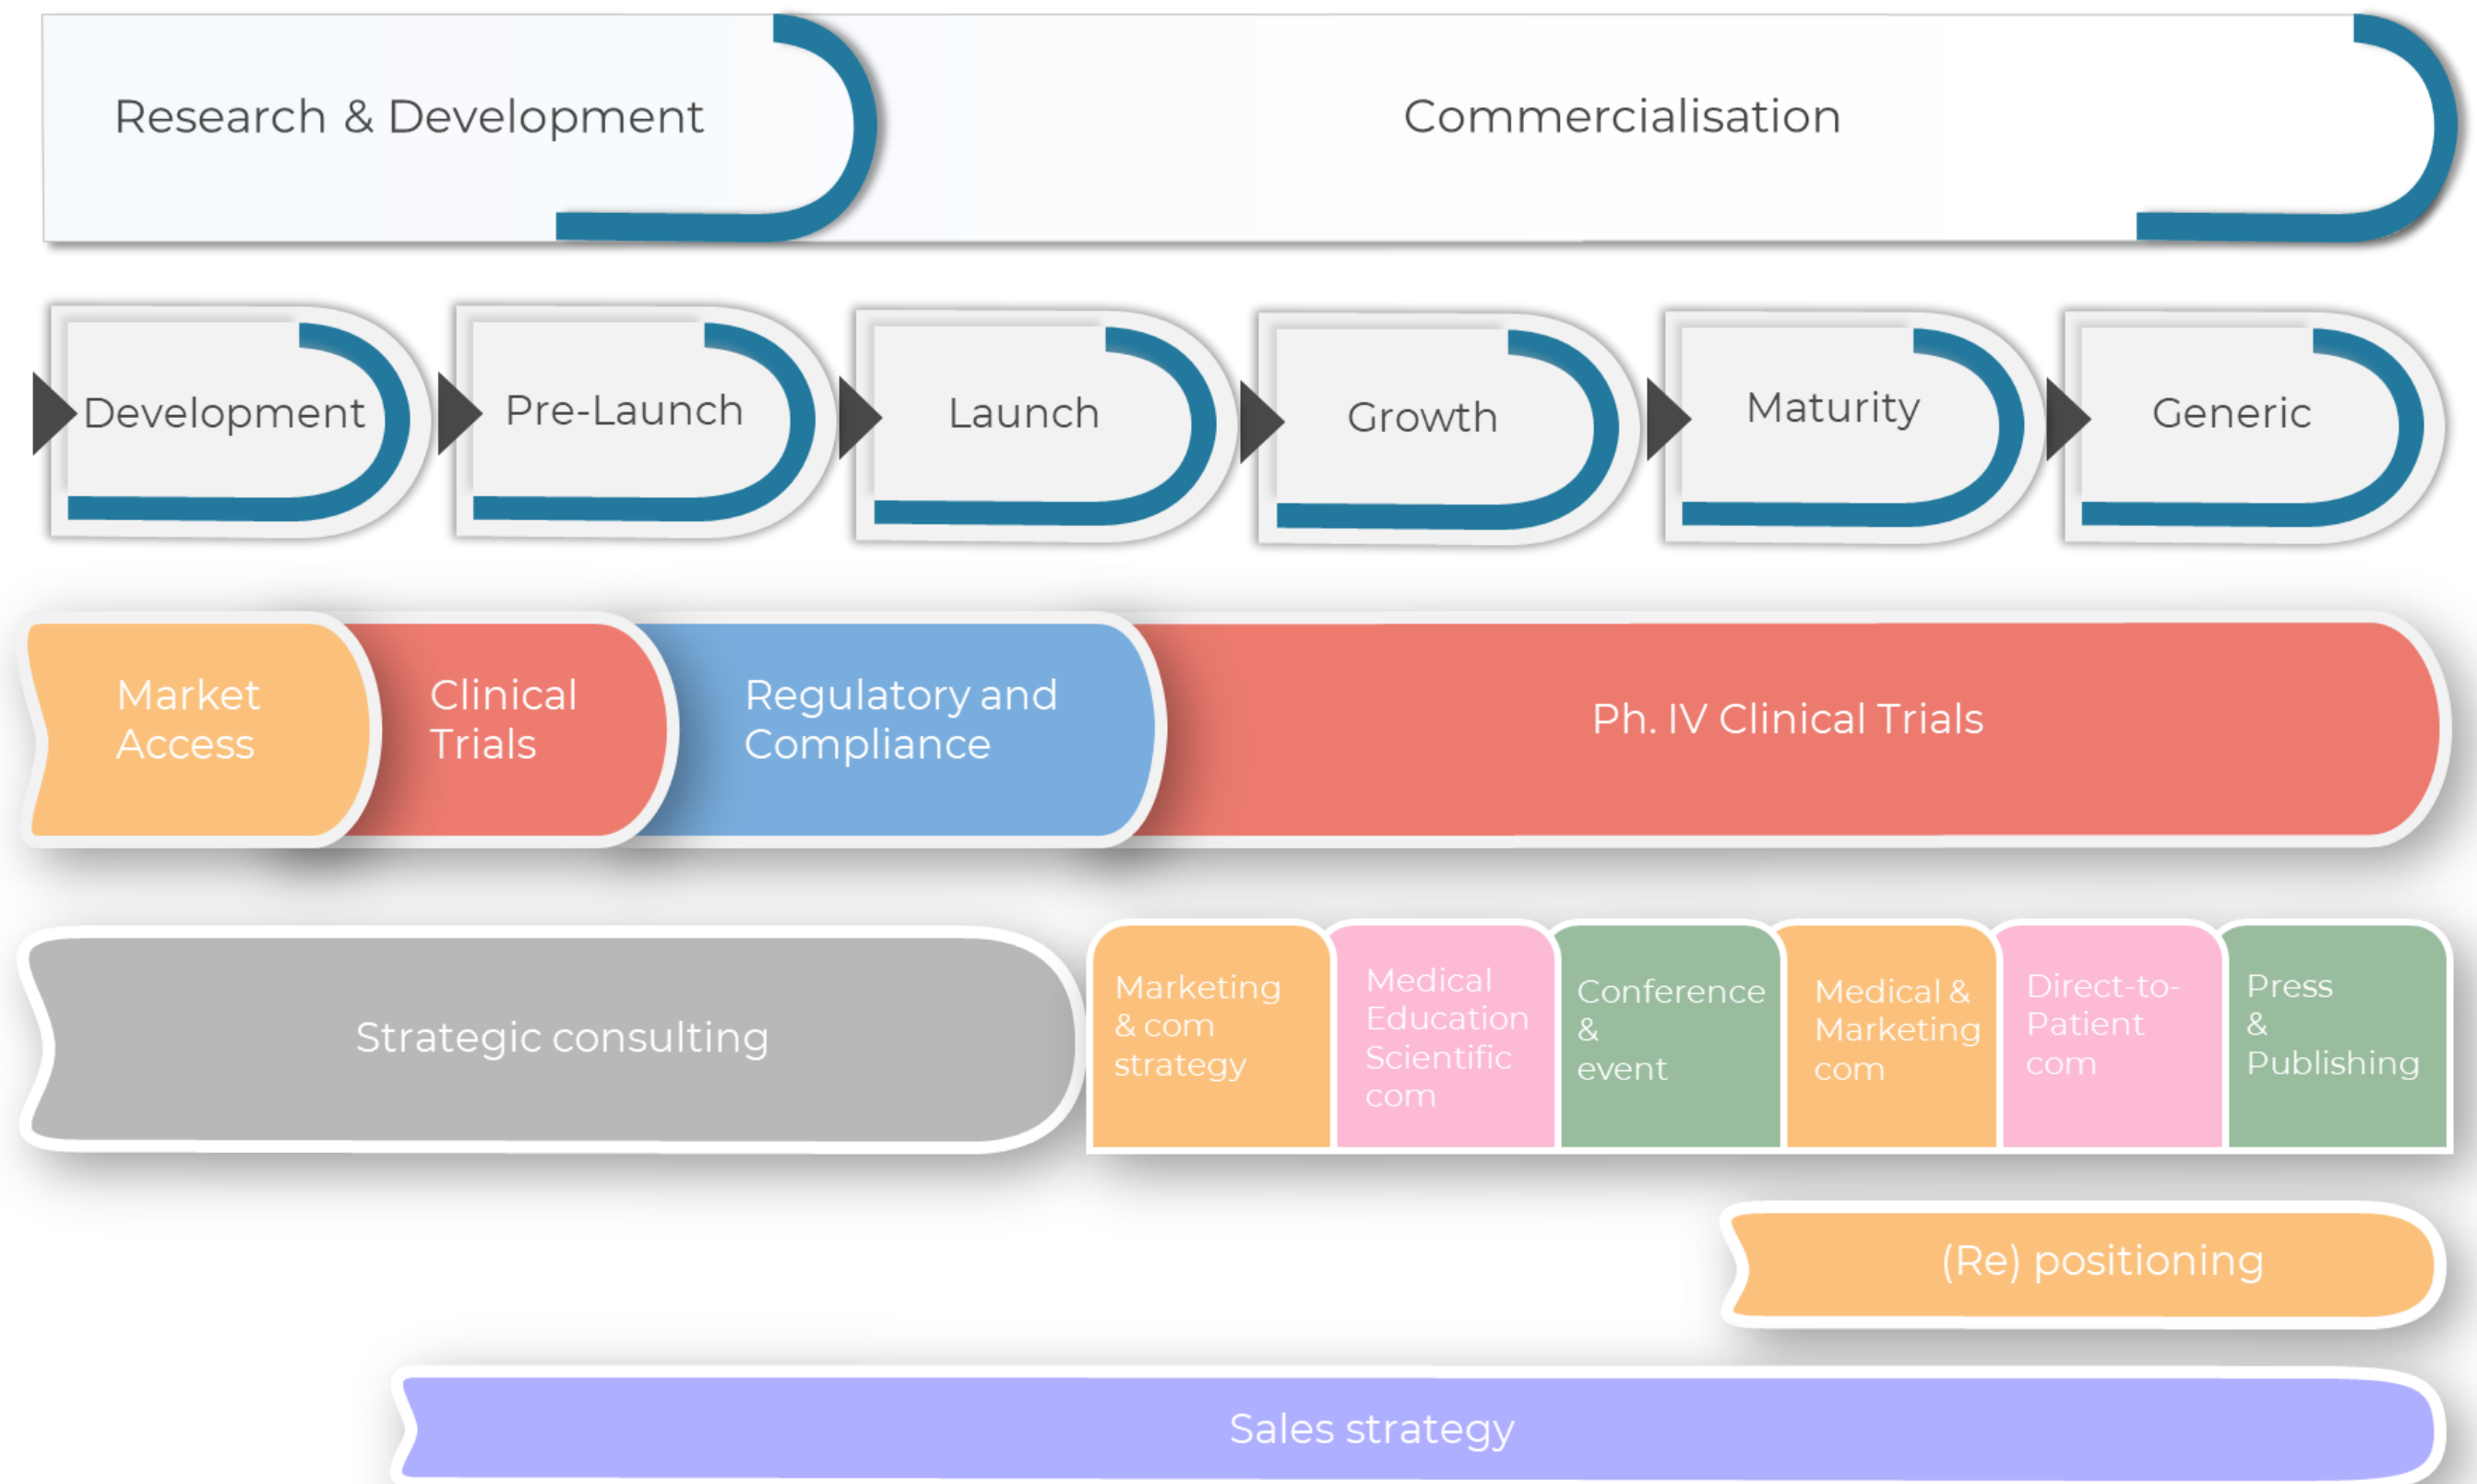 Research & Development
Commercialisation
Development
Pre-Launch
Launch
Growth
Maturity
Generic
Market
Access
Clinical
Trials
Regulatory and
Compliance
Ph. IV Clinical Trials
Strategic consulting
Marketing
& com
strategy
Medical
Education
Scientific
com
Conference
&
event
Medical &
Marketing
com
Direct-to-
Patient
com
Press
&
Publishing
(Re) positioning
Sales strategy